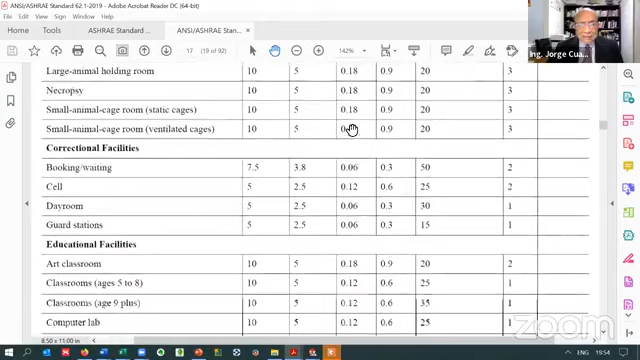 ANSI/ASHRAE Standard 62.1-2019 - Adobe Acrobat Reader DC (64-bit)
File Edit View Sign Window Help
Home Tools ASHRAE Standard ... ANSI/ASHRAE Stan... ×
17 (19 de 92) 142%
Ing. Jorge Cua...
Large-animal holding room 10 5 0.18 0.9 20 3
Necropsy 10 5 0.18 0.9 20 3
Small-animal-cage room (static cages) 10 5 0.18 0.9 20 3
Small-animal-cage room (ventilated cages) 10 5 0.9 20 3
Correctional Facilities
Booking/waiting 7.5 3.8 0.06 0.3 50 2
Cell 5 2.5 0.12 0.6 25 2
Dayroom 5 2.5 0.06 0.3 30 1
Guard stations 5 2.5 0.06 0.3 15 1
Educational Facilities
Art classroom 10 5 0.18 0.9 20 2
Classrooms (ages 5 to 8) 10 5 0.12 0.6 25 1
Classrooms (age 9 plus) 10 5 0.12 0.6 35 1
Computer lab 10 5 0.12 0.6 25 1
8.50 x 11.00 in
zoom
ENG 19:54